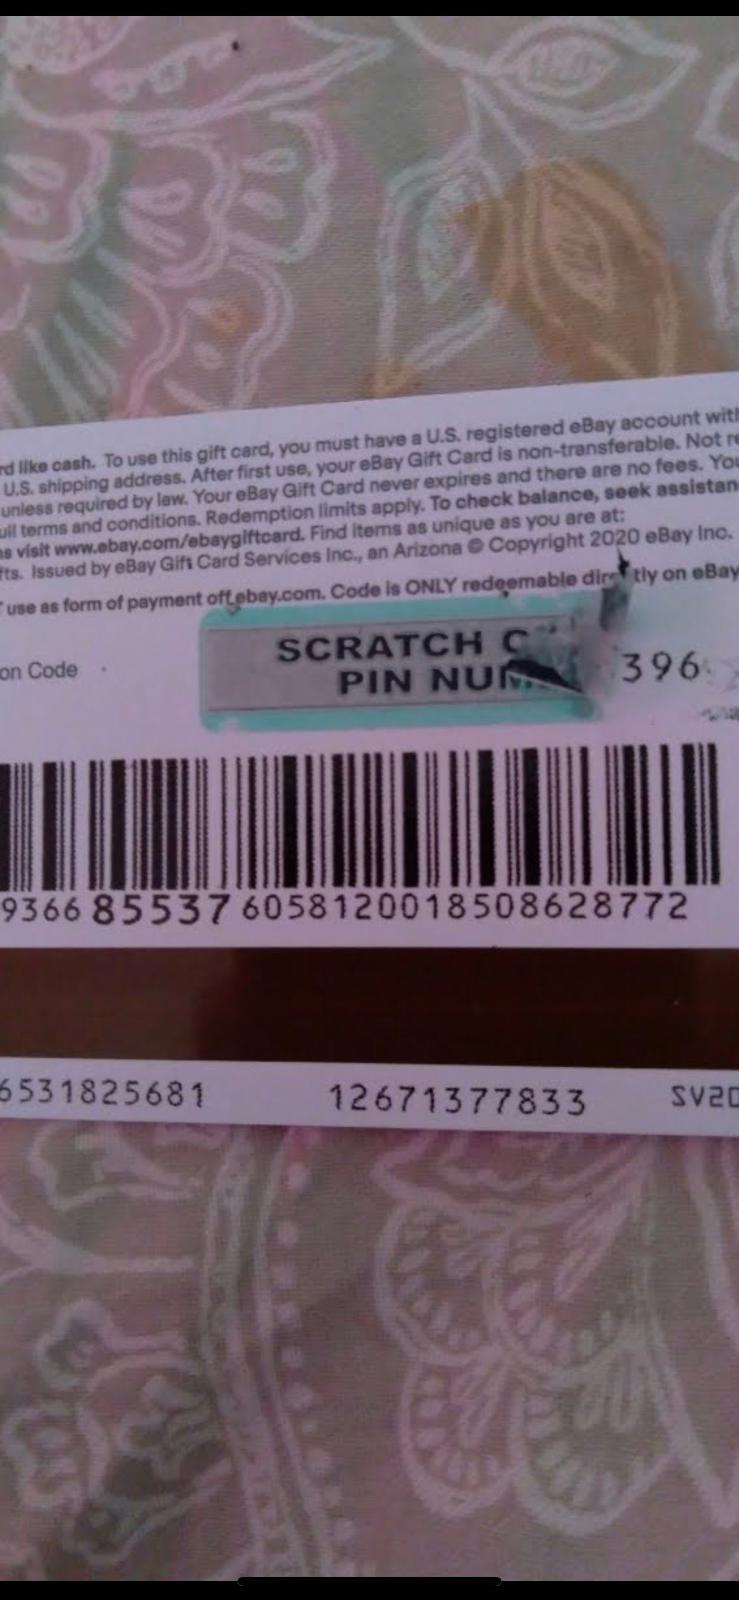 rd like cash. To use this gift card, you must have a U.S. registered eBay account with
U.S. shipping address. After first use, your eBay Gift Card is non-transferable. Not re
unless required by law. Your eBay Gift Card never expires and there are no fees. You
ull terms and conditions. Redemption limits apply. To check balance, seek assistan
s visit www.ebay.com/ebaygiftcard. Find items as unique as you are at:
fts. Issued by eBay Gift Card Services Inc., an Arizona © Copyright 2020 eBay Inc.
use as form of payment off ebay.com. Code is ONLY redeemable dir tly on eBay
on Code
SCRATCH
PIN NUM
396
9366 85537 6058120018508628772
6531825681 12671377833 SV20